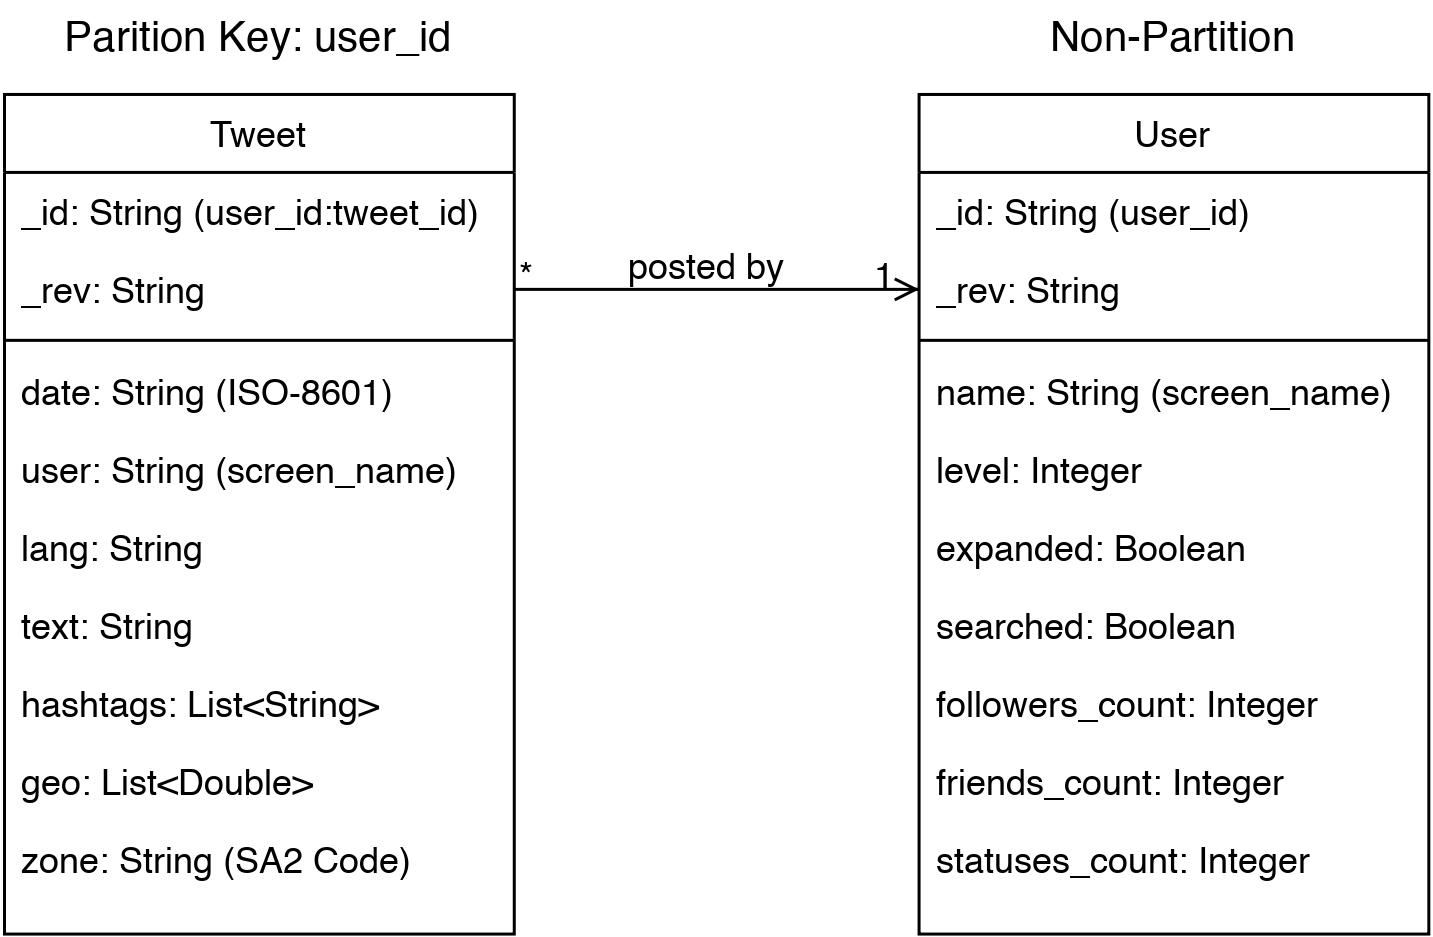 Parition Key: user_id
Non-Partition
Tweet
_id: String (user_id:tweet_id)
_rev: String
date: String (ISO-8601)
user: String (screen_name)
lang: String
text: String
hashtags: List<String>
geo: List<Double>
zone: String (SA2 Code)
* posted by 1
User
_id: String (user_id)
_rev: String
name: String (screen_name)
level: Integer
expanded: Boolean
searched: Boolean
followers_count: Integer
friends_count: Integer
statuses_count: Integer